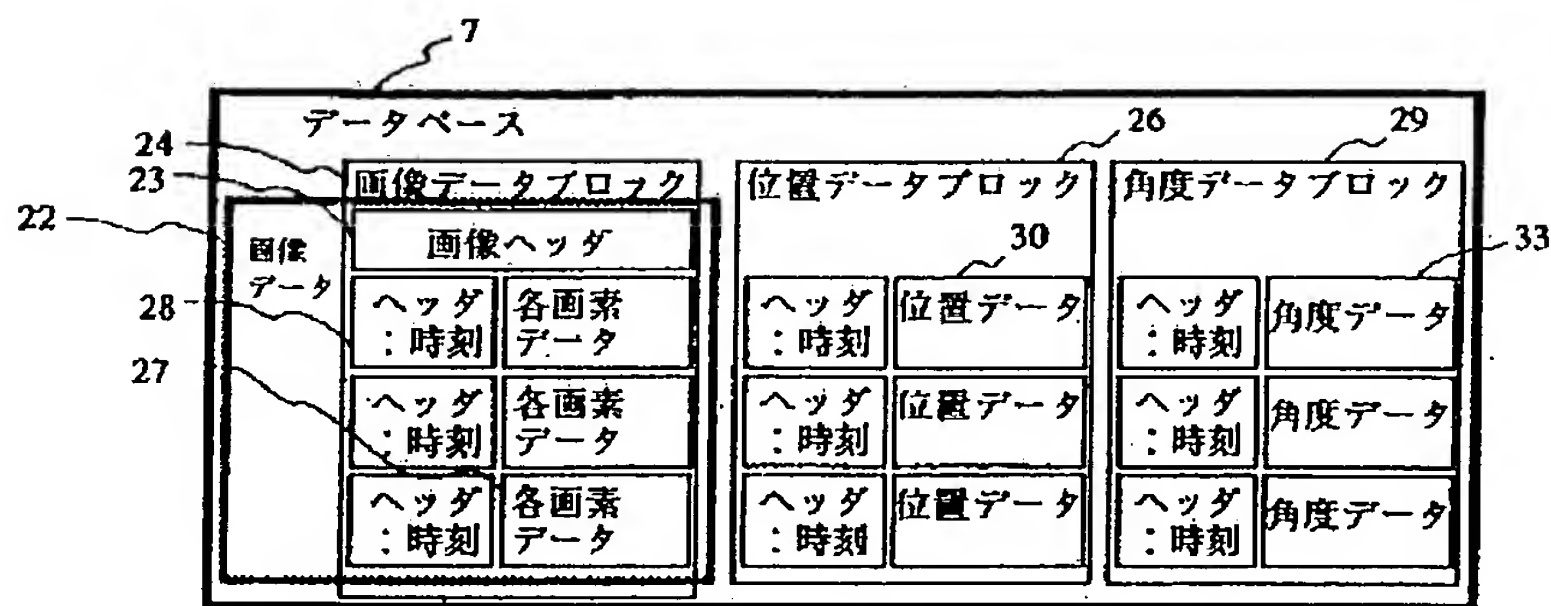 7
データベース
26
29
24
画像データブロック
位置データブロック
角度データブロック
23
22
画像
データ
画像ヘッダ
30
33
28
ヘッダ
:時刻
各画素
データ
ヘッダ
:時刻
位置データ
ヘッダ
:時刻
角度データ
27
ヘッダ
:時刻
各画素
データ
ヘッダ
:時刻
位置データ
ヘッダ
:時刻
角度データ
ヘッダ
:時刻
各画素
データ
ヘッダ
:時刻
位置データ
ヘッダ
:時刻
角度データ